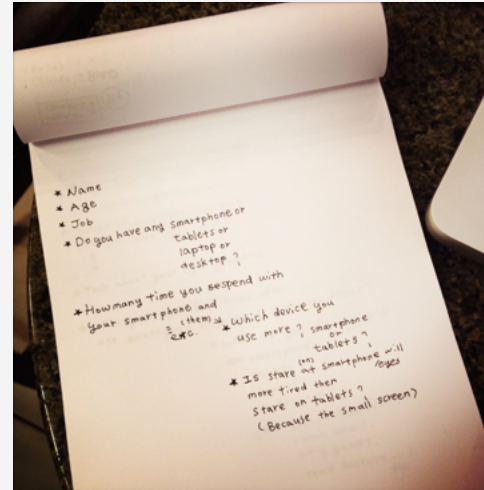 * Name
* Age
* Job
* Do you have any smartphone or
tablets or
laptop or
desktop ?
* How many time you sespend with
your smartphone and
(them)
etc.
* Which device you
use more ? smartphone
or
tablets ?
(on)
* Is stare at smartphone will
/eyes
more tired then
stare on tablets ?
( Because the small screen )